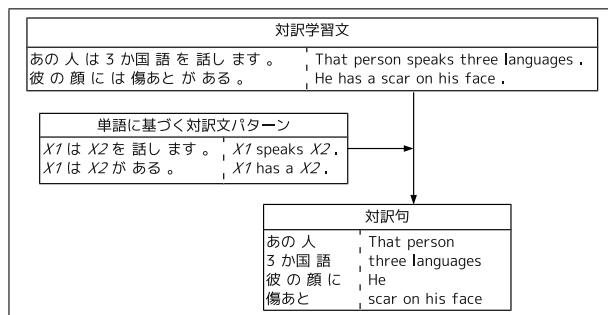 対訳学習文
あの 人 は 3 か国 語 を 話し ます 。 That person speaks three languages .
彼 の 顔 に は 傷あと が ある 。 He has a scar on his face .
単語に基づく対訳文パターン
X1 は X2 を 話し ます 。 X1 speaks X2 .
X1 は X2 が ある 。 X1 has a X2 .
対訳句
あの 人 That person
3 か国 語 three languages
彼 の 顔 に He
傷あと scar on his face